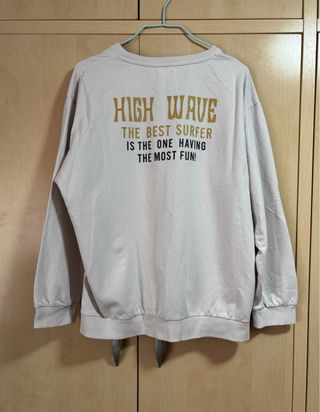 HIGH WAVE
THE BEST SURFER
IS THE ONE HAVING
THE MOST FUN!